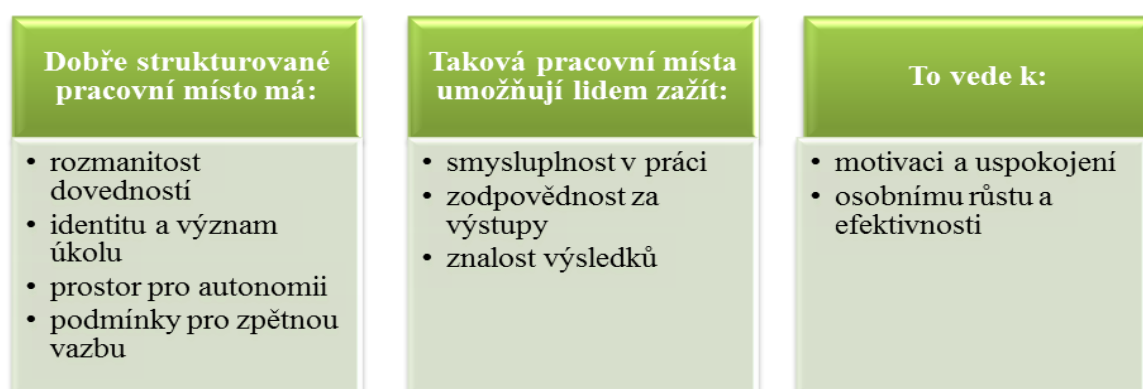 Dobře strukturované
pracovní místo má:
• rozmanitost
dovedností
• identitu a význam
úkolu
• prostor pro autonomii
• podmínky pro zpětnou
vazbu
Taková pracovní místa
umožňují lidem zažít:
• smysluplnost v práci
• zodpovědnost za
výstupy
• znalost výsledků
To vede k:
• motivaci a uspokojení
• osobnímu růstu a
efektivnosti